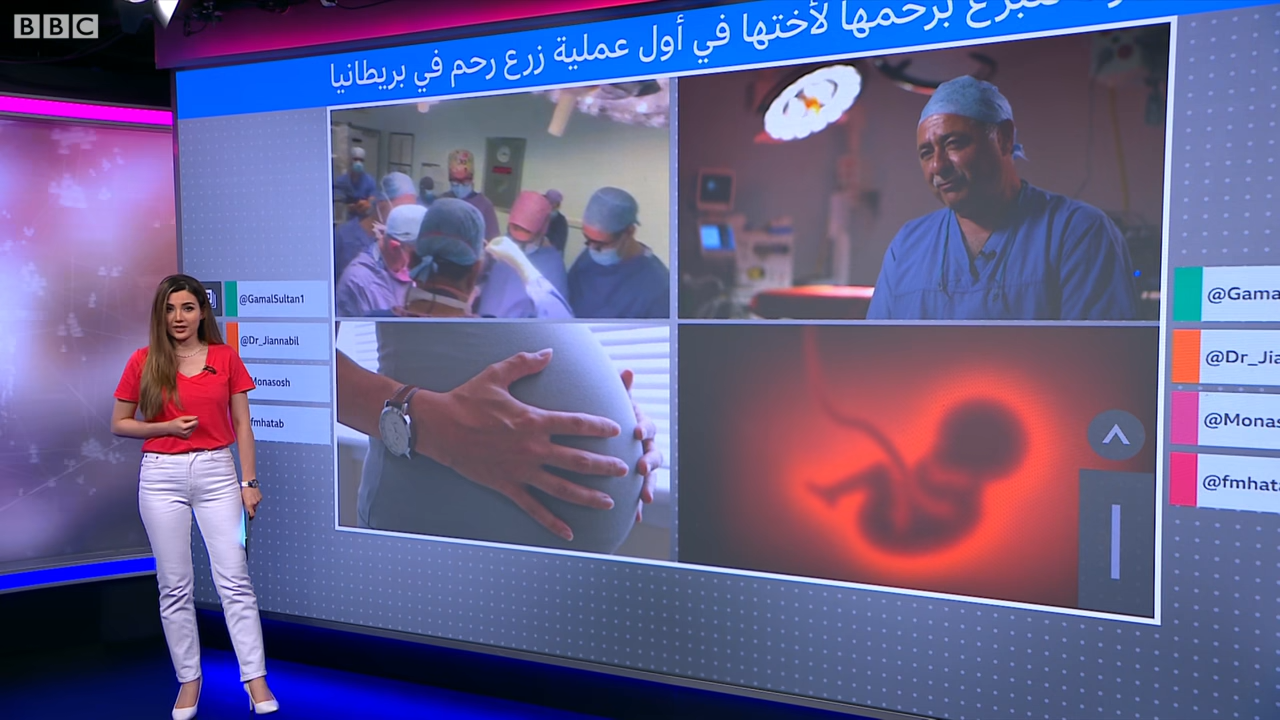 BBC
تتبرع برحمها لأختها في أول عملية زرع رحم في بريطانيا
@GamalSultan1
@Dr_Jiannabil
Monasosh
fmhatab
@Gama
@Dr_Jia
@Monas
@fmhata